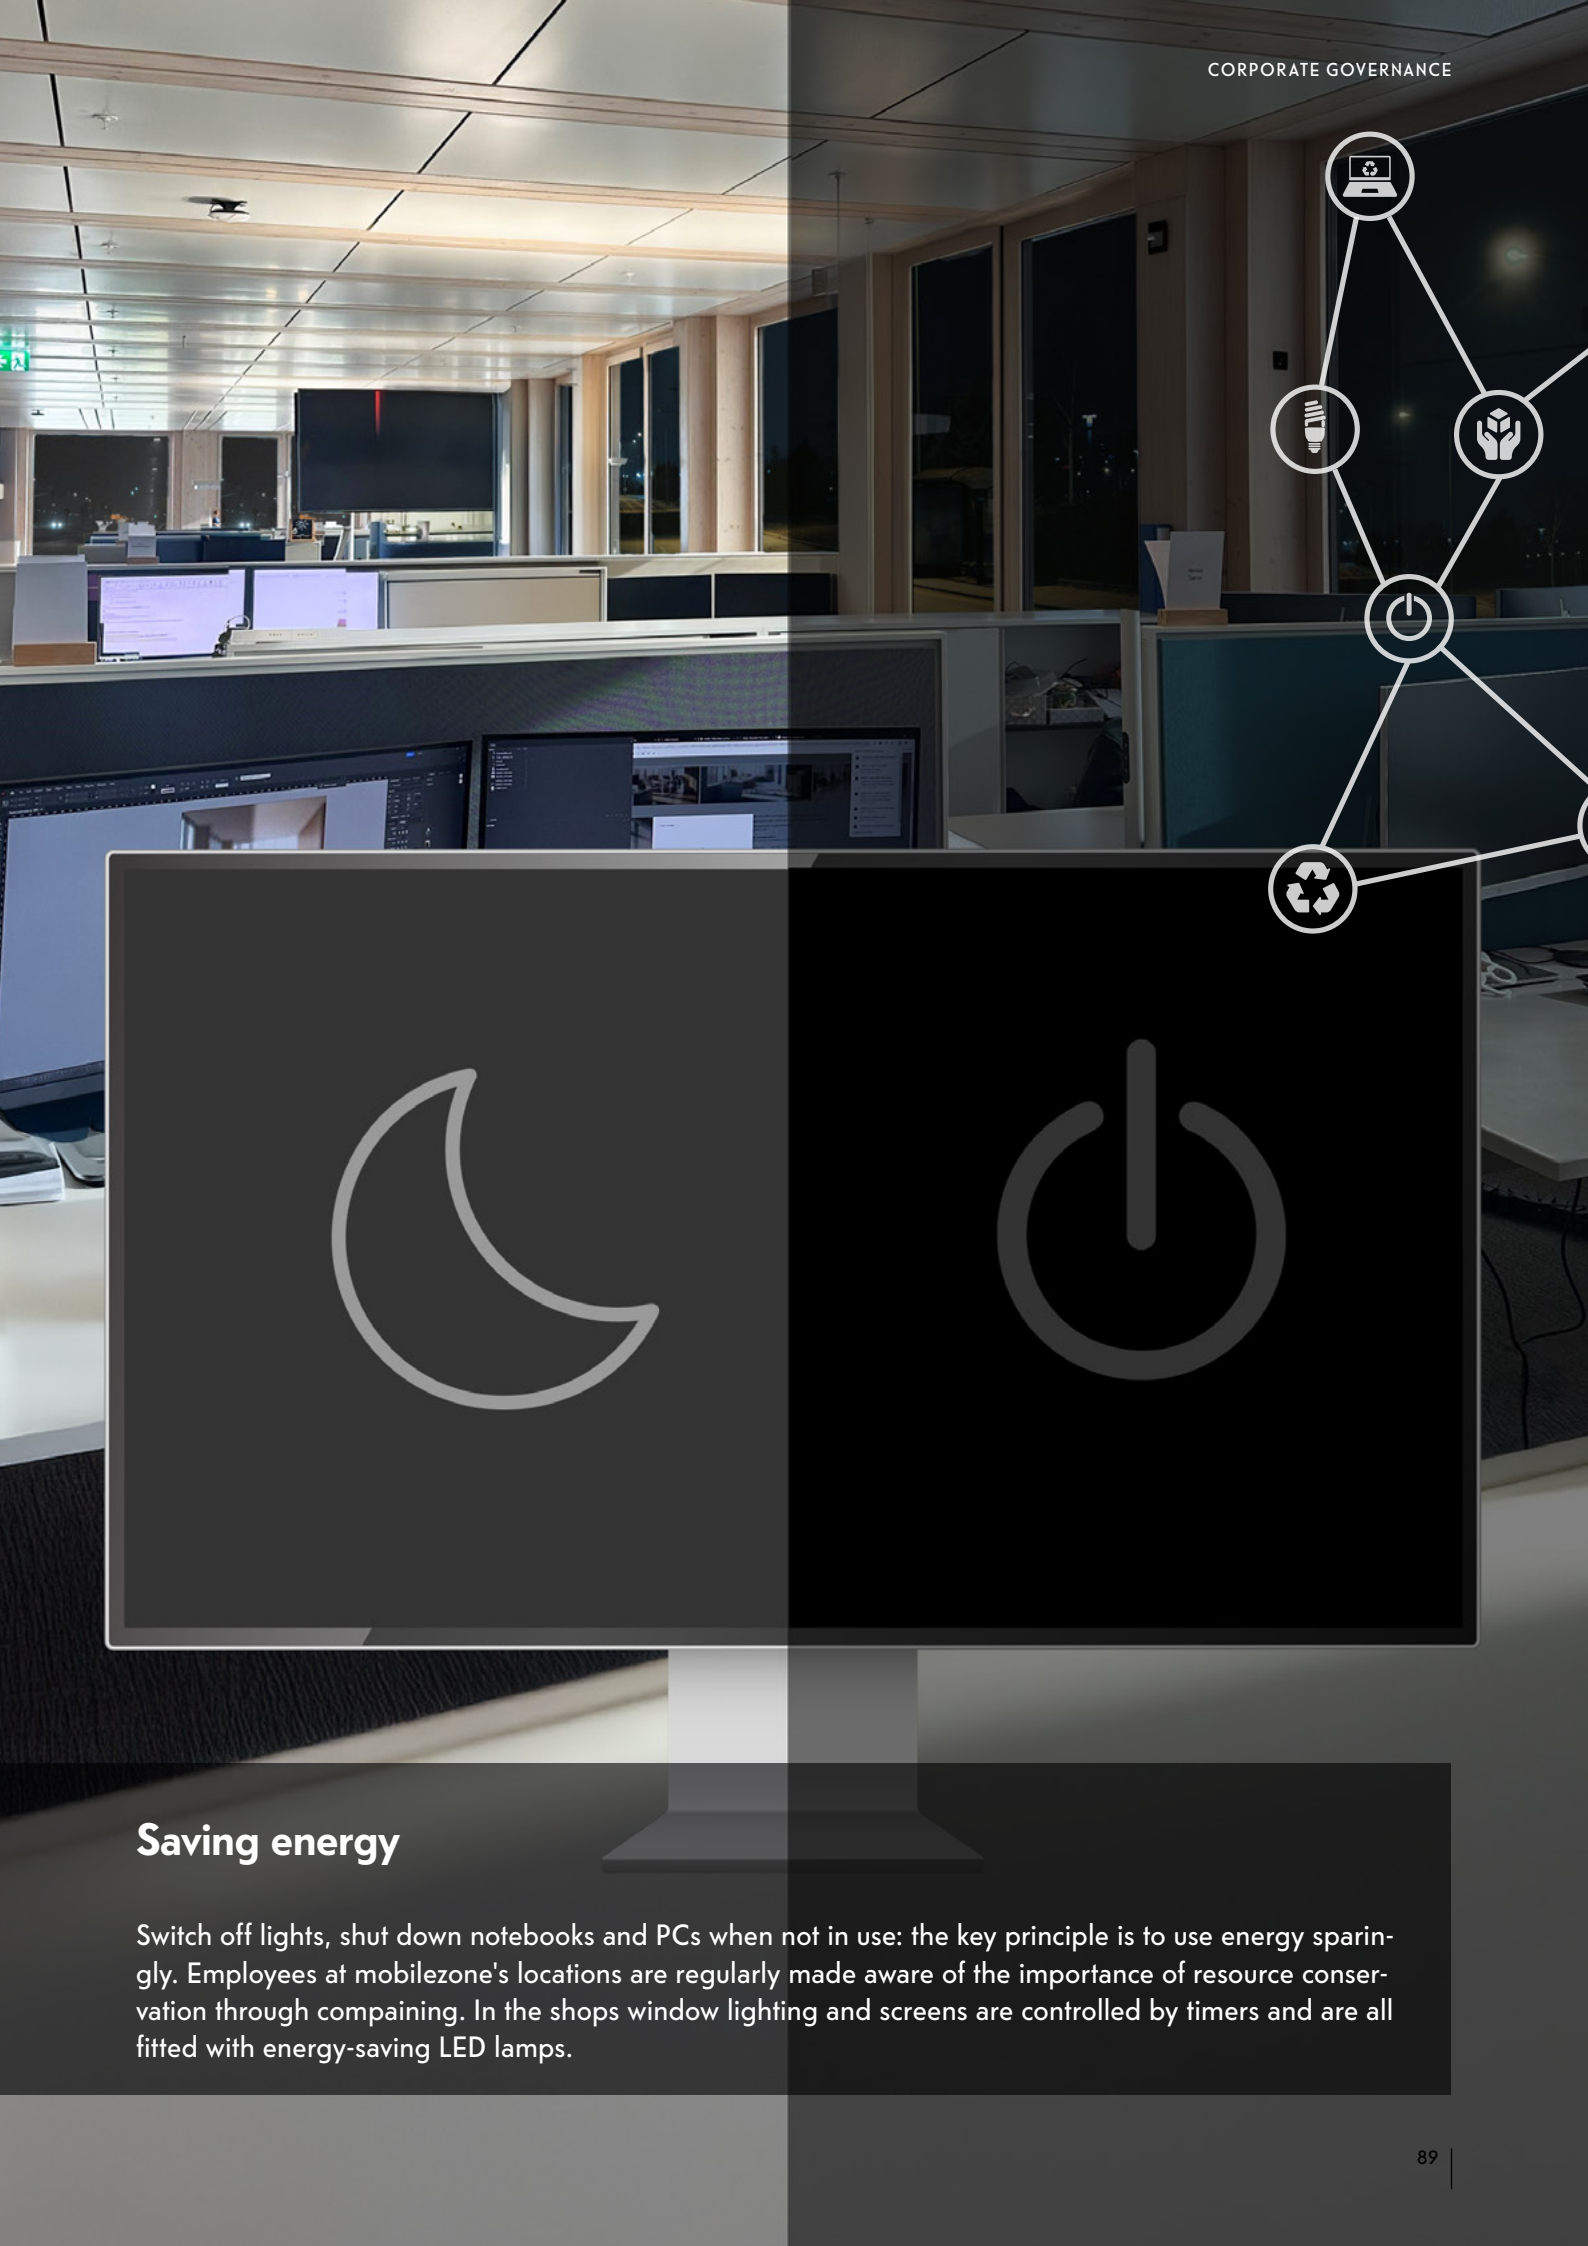 CORPORATE GOVERNANCE
Saving energy
Switch off lights, shut down notebooks and PCs when not in use: the key principle is to use energy sparin-
gly. Employees at mobilezone's locations are regularly made aware of the importance of resource conser-
vation through compaining. In the shops window lighting and screens are controlled by timers and are all
fitted with energy-saving LED lamps.
89